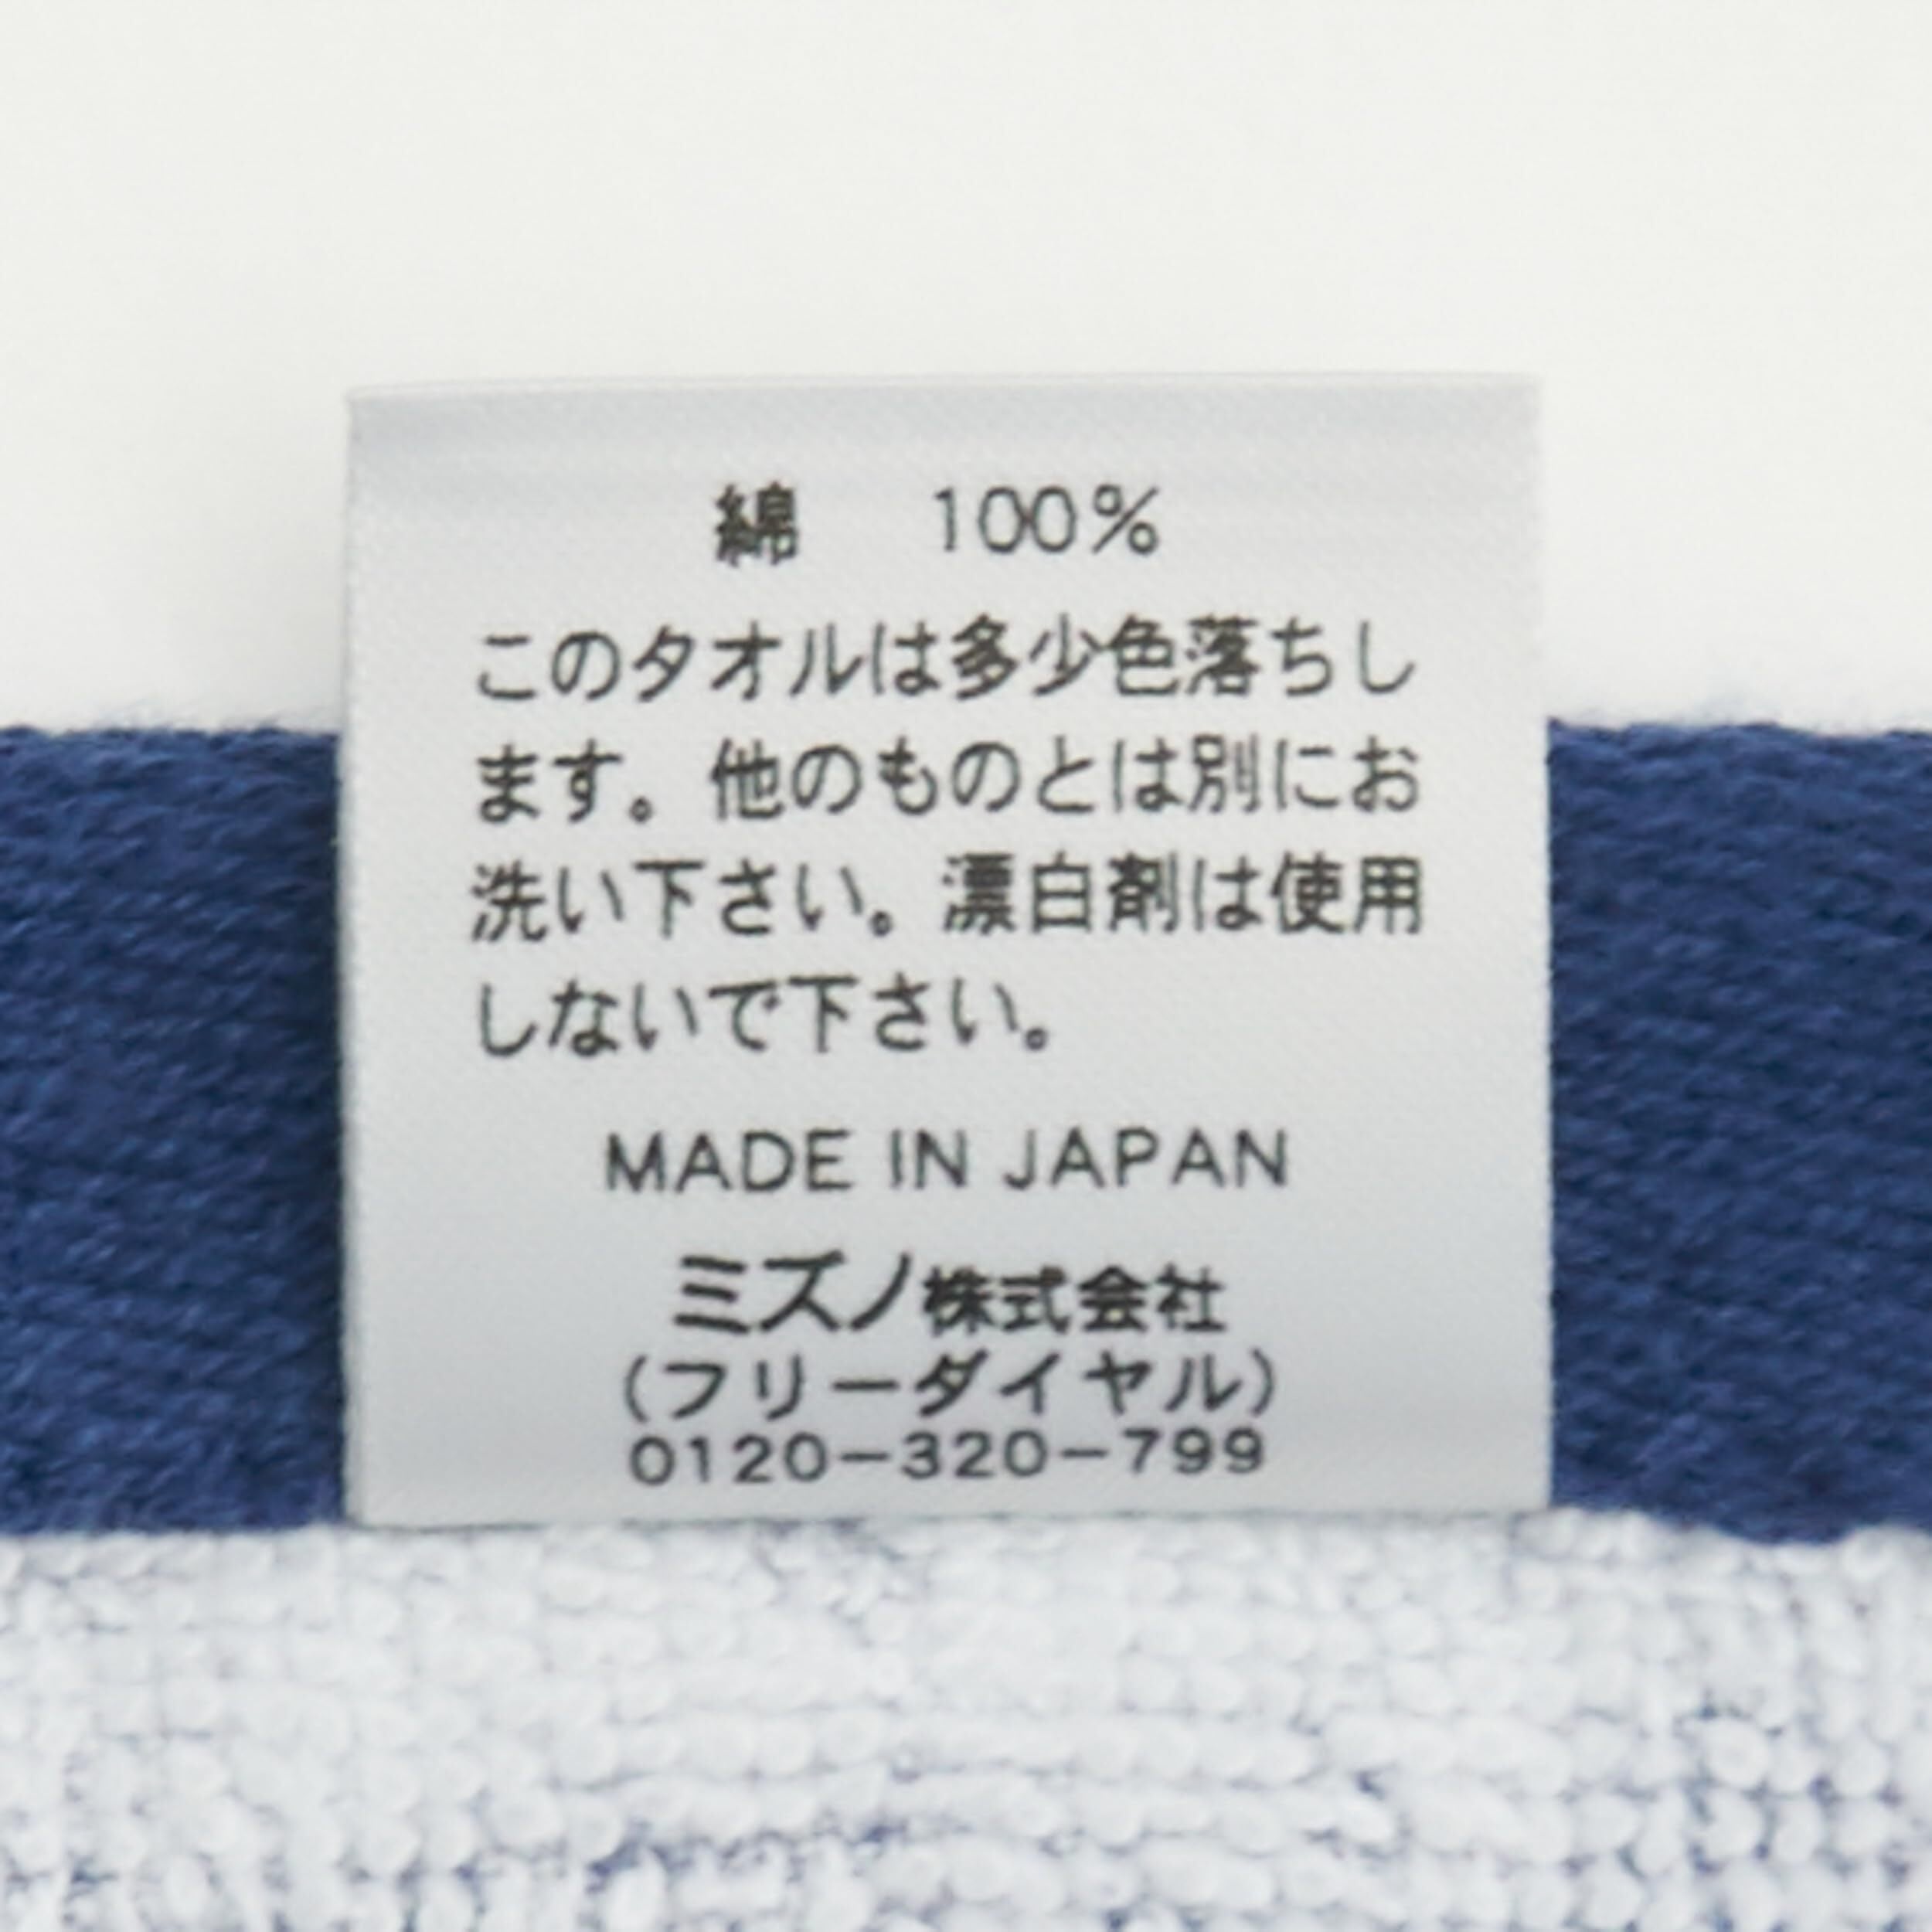 綿　100%
このタオルは多少色落ちし
ます。他のものとは別にお
洗い下さい。漂白剤は使用
しないで下さい。
MADE IN JAPAN
ミズノ株式会社
(フリーダイヤル)
0120-320-799